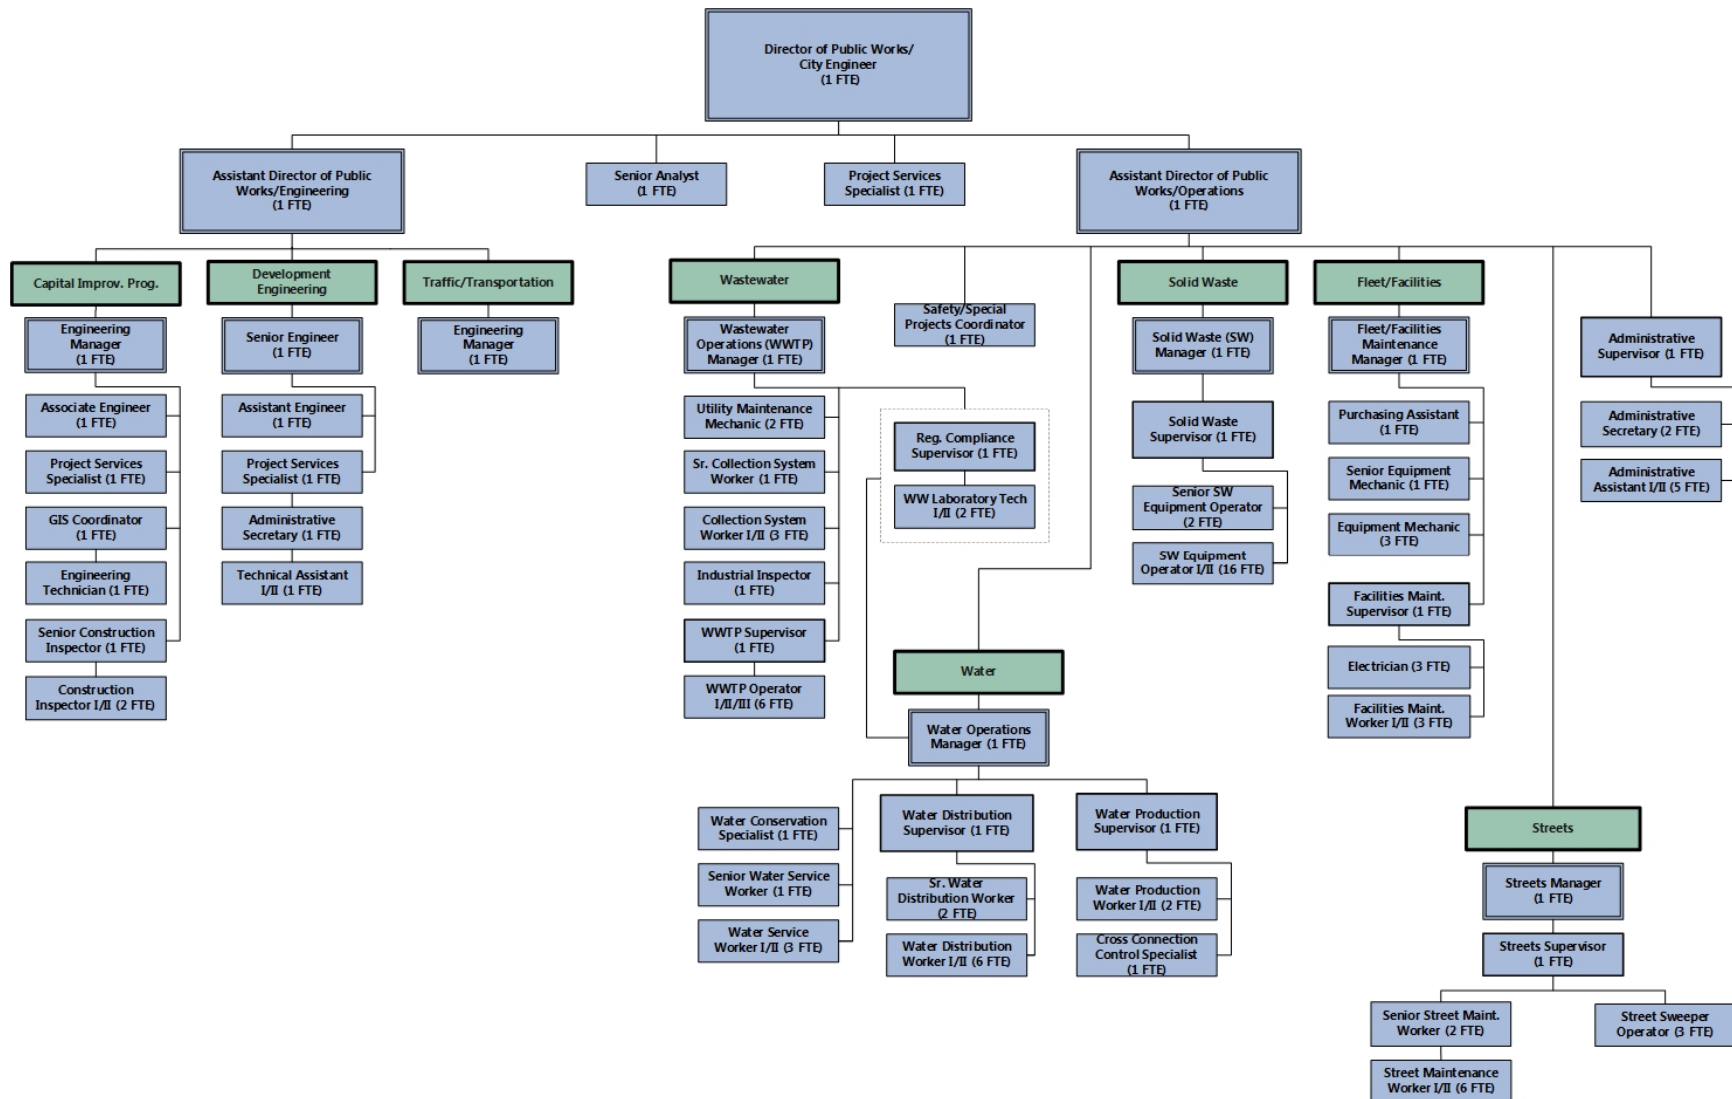 Director of Public Works/
City Engineer
(1 FTE)
Assistant Director of Public
Works/Engineering
(1 FTE)
Senior Analyst
(1 FTE)
Project Services
Specialist (1 FTE)
Assistant Director of Public
Works/Operations
(1 FTE)
Capital Improv. Prog.
Engineering
Manager
(1 FTE)
Associate Engineer
(1 FTE)
Project Services
Specialist (1 FTE)
GIS Coordinator
(1 FTE)
Engineering
Technician (1 FTE)
Senior Construction
Inspector (1 FTE)
Construction
Inspector I/II (2 FTE)
Development
Engineering
Senior Engineer
(1 FTE)
Assistant Engineer
(1 FTE)
Project Services
Specialist (1 FTE)
Administrative
Secretary (1 FTE)
Technical Assistant
I/II (1 FTE)
Traffic/Transportation
Engineering
Manager
(1 FTE)
Wastewater
Wastewater
Operations (WWTP)
Manager (1 FTE)
Utility Maintenance
Mechanic (2 FTE)
Sr. Collection System
Worker (1 FTE)
Collection System
Worker I/II (3 FTE)
Industrial Inspector
(1 FTE)
WWTP Supervisor
(1 FTE)
WWTP Operator
I/II/III (6 FTE)
Safety/Special
Projects Coordinator
(1 FTE)
Reg. Compliance
Supervisor (1 FTE)
WW Laboratory Tech
I/II (2 FTE)
Water
Water Operations
Manager (1 FTE)
Water Conservation
Specialist (1 FTE)
Senior Water Service
Worker (1 FTE)
Water Service
Worker I/II (3 FTE)
Water Distribution
Supervisor (1 FTE)
Sr. Water
Distribution Worker
(2 FTE)
Water Distribution
Worker I/II (6 FTE)
Water Production
Supervisor (1 FTE)
Water Production
Worker I/II (2 FTE)
Cross Connection
Control Specialist
(1 FTE)
Solid Waste
Solid Waste (SW)
Manager (1 FTE)
Solid Waste
Supervisor (1 FTE)
Senior SW
Equipment Operator
(2 FTE)
SW Equipment
Operator I/II (16 FTE)
Fleet/Facilities
Fleet/Facilities
Maintenance
Manager (1 FTE)
Purchasing Assistant
(1 FTE)
Senior Equipment
Mechanic (1 FTE)
Equipment Mechanic
(3 FTE)
Facilities Maint.
Supervisor (1 FTE)
Electrician (3 FTE)
Facilities Maint.
Worker I/II (3 FTE)
Streets
Streets Manager
(1 FTE)
Streets Supervisor
(1 FTE)
Senior Street Maint.
Worker (2 FTE)
Street Maintenance
Worker I/II (6 FTE)
Street Sweeper
Operator (3 FTE)
Administrative
Supervisor (1 FTE)
Administrative
Secretary (2 FTE)
Administrative
Assistant I/II (5 FTE)